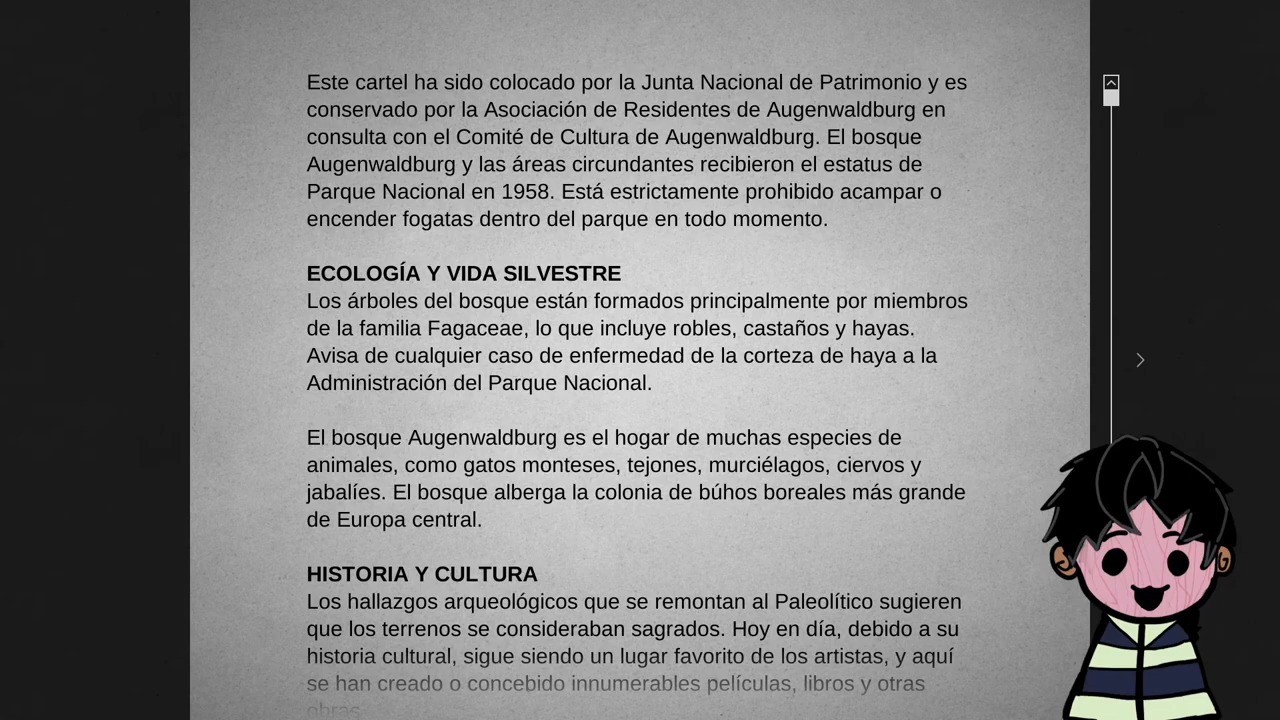 Este cartel ha sido colocado por la Junta Nacional de Patrimonio y es
conservado por la Asociación de Residentes de Augenwaldburg en
consulta con el Comité de Cultura de Augenwaldburg. El bosque
Augenwaldburg y las áreas circundantes recibieron el estatus de
Parque Nacional en 1958. Está estrictamente prohibido acampar o
encender fogatas dentro del parque en todo momento.
ECOLOGÍA Y VIDA SILVESTRE
Los árboles del bosque están formados principalmente por miembros
de la familia Fagaceae, lo que incluye robles, castaños y hayas.
Avisa de cualquier caso de enfermedad de la corteza de haya a la
Administración del Parque Nacional.
El bosque Augenwaldburg es el hogar de muchas especies de
animales, como gatos monteses, tejones, murciélagos, ciervos y
jabalíes. El bosque alberga la colonia de búhos boreales más grande
de Europa central.
HISTORIA Y CULTURA
Los hallazgos arqueológicos que se remontan al Paleolítico sugieren
que los terrenos se consideraban sagrados. Hoy en día, debido a su
historia cultural, sigue siendo un lugar favorito de los artistas, y aquí
se han creado o concebido innumerables películas, libros y otras
obras